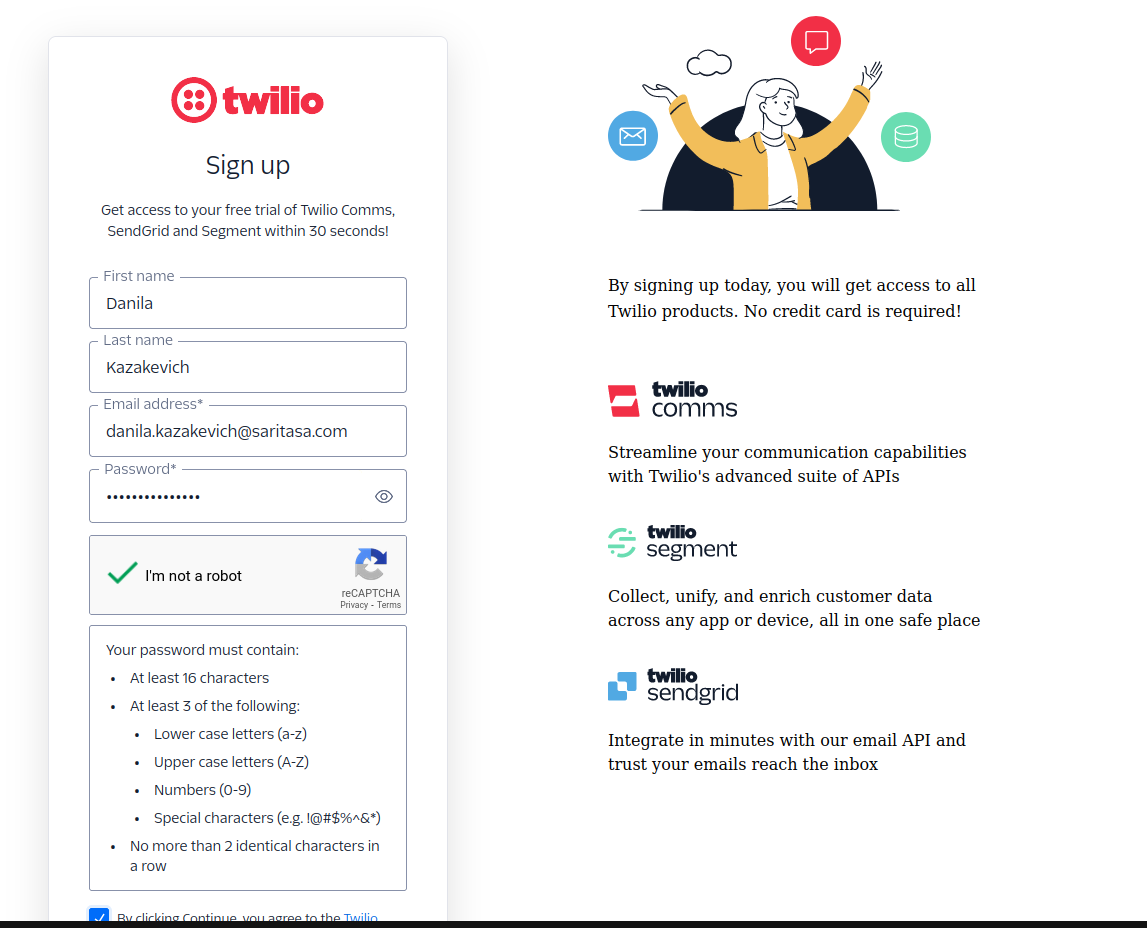 twilio
Sign up
Get access to your free trial of Twilio Comms,
SendGrid and Segment within 30 seconds!
First name
Danila
Last name
Kazakevich
Email address*
danila.kazakevich@saritasa.com
Password*
•••••••••••••••
I'm not a robot
reCAPTCHA
Privacy - Terms
Your password must contain:
• At least 16 characters
• At least 3 of the following:
• Lower case letters (a-z)
• Upper case letters (A-Z)
• Numbers (0-9)
• Special characters (e.g. !@#$%^&*)
• No more than 2 identical characters in
a row
By clicking Continue, you agree to the Twilio
By signing up today, you will get access to all
Twilio products. No credit card is required!
twilio
comms
Streamline your communication capabilities
with Twilio's advanced suite of APIs
twilio
segment
Collect, unify, and enrich customer data
across any app or device, all in one safe place
twilio
sendgrid
Integrate in minutes with our email API and
trust your emails reach the inbox